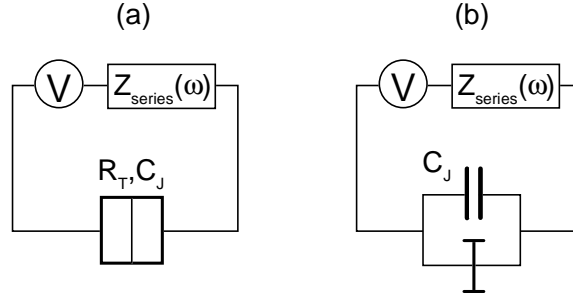 (a) (b)
V Z_series(ω) V Z_series(ω)
R_T,C_J C_J